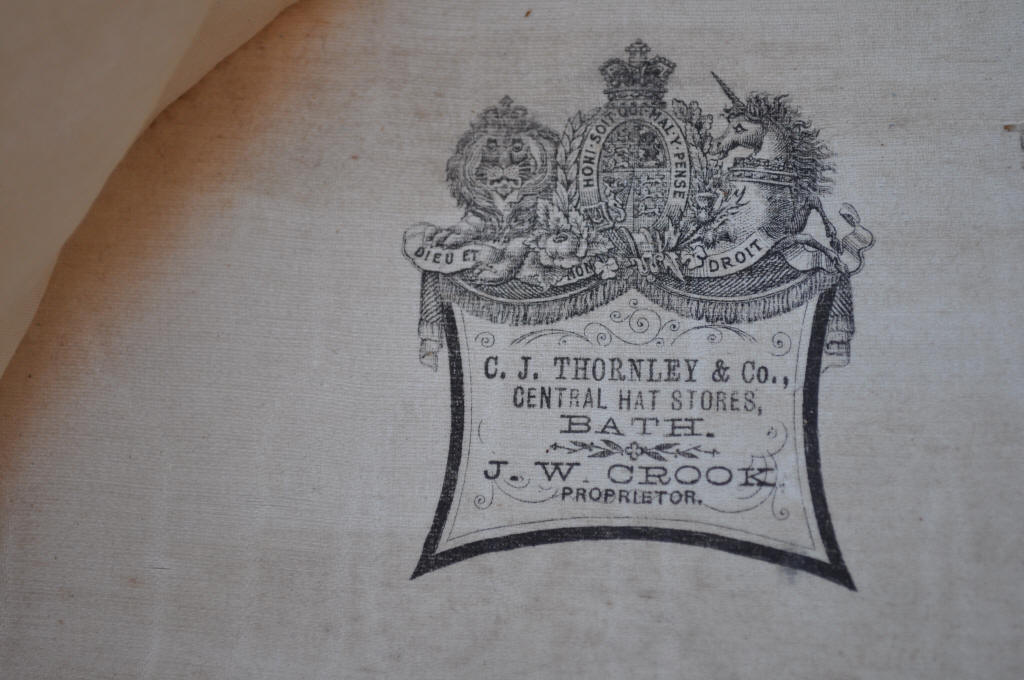 HONI · SOIT QUI MAL · Y · PENSE
DIEU ET MON DROIT
C. J. THORNLEY & Co.,
CENTRAL HAT STORES,
BATH.
J. W. CROOK
PROPRIETOR.